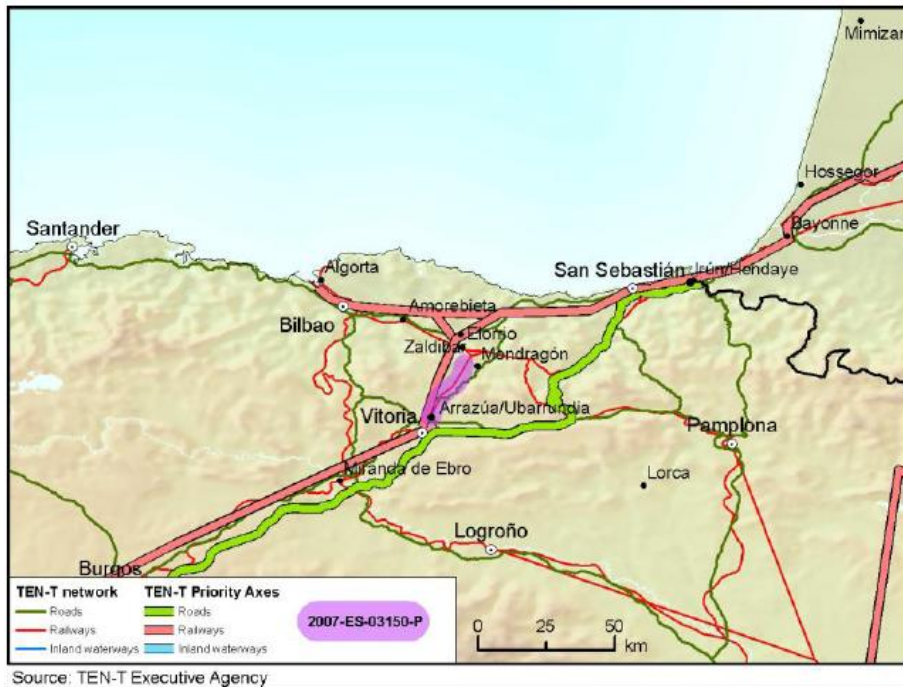 Mimizan
Hossegor
Bayonne
Santander
San Sebastián
Irún/Hendaye
Algorta
Amorebieta
Bilbao
Elorrio
Zaldibar
Mondragón
Arrazúa/Ubarrundia
Vitoria
Pamplona
Miranda de Ebro
Lorca
Logroño
Burgos
TEN-T network TEN-T Priority Axes
Roads Roads
Railways Railways
Inland waterways Inland waterways
2007-ES-03150-P
0 25 50
km
Source: TEN-T Executive Agency